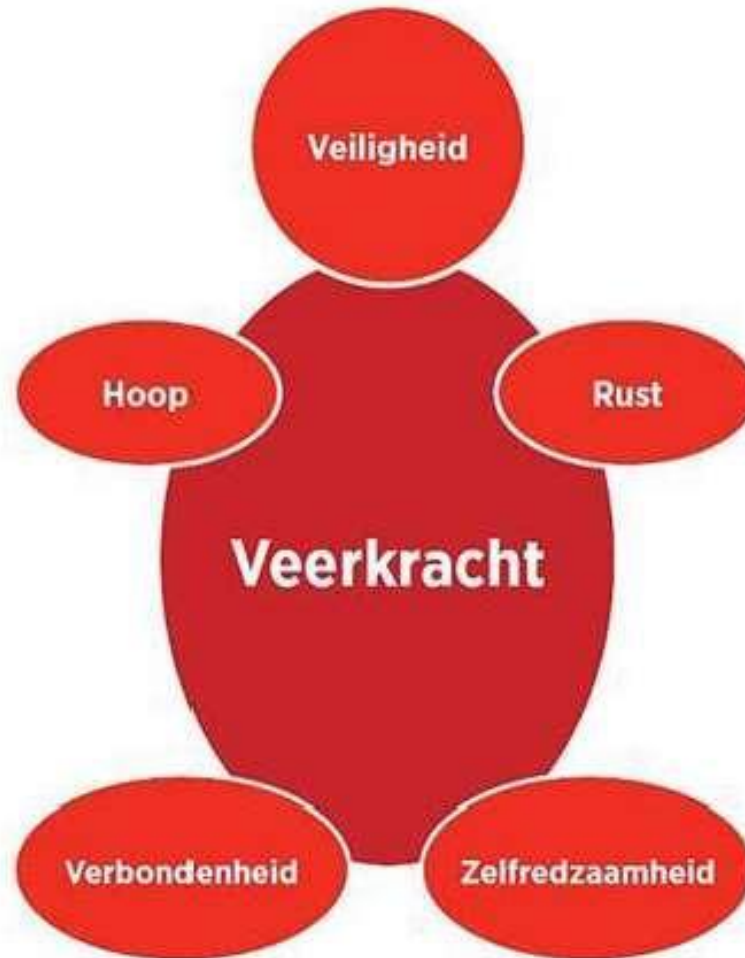 Veiligheid
Hoop
Rust
Veerkracht
Verbondenheid
Zelfredzaamheid